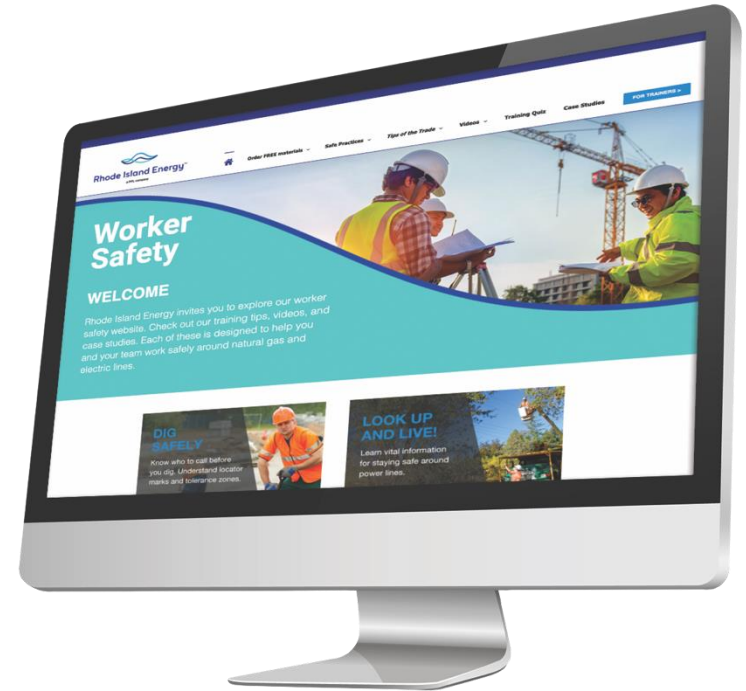 Rhode Island Energy™
a PPL company
Order FREE materials
Safe Practices
Tips of the Trade
Videos
Training Quiz
Case Studies
FOR TRAINERS »
Worker
Safety
WELCOME
Rhode Island Energy invites you to explore our worker
safety website. Check out our training tips, videos, and
case studies. Each of these is designed to help you
and your team work safely around natural gas and
electric lines.
DIG
SAFELY
Know who to call before
you dig. Understand locator
marks and tolerance zones.
LOOK UP
AND LIVE!
Learn vital information
for staying safe around
power lines.